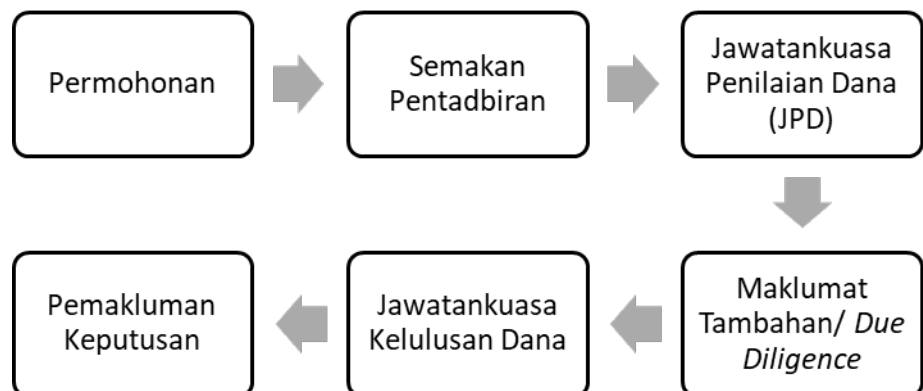 Permohonan
Semakan
Pentadbiran
Jawatankuasa
Penilaian Dana
(JPD)
Maklumat
Tambahan/ Due
Diligence
Jawatankuasa
Kelulusan Dana
Pemakluman
Keputusan